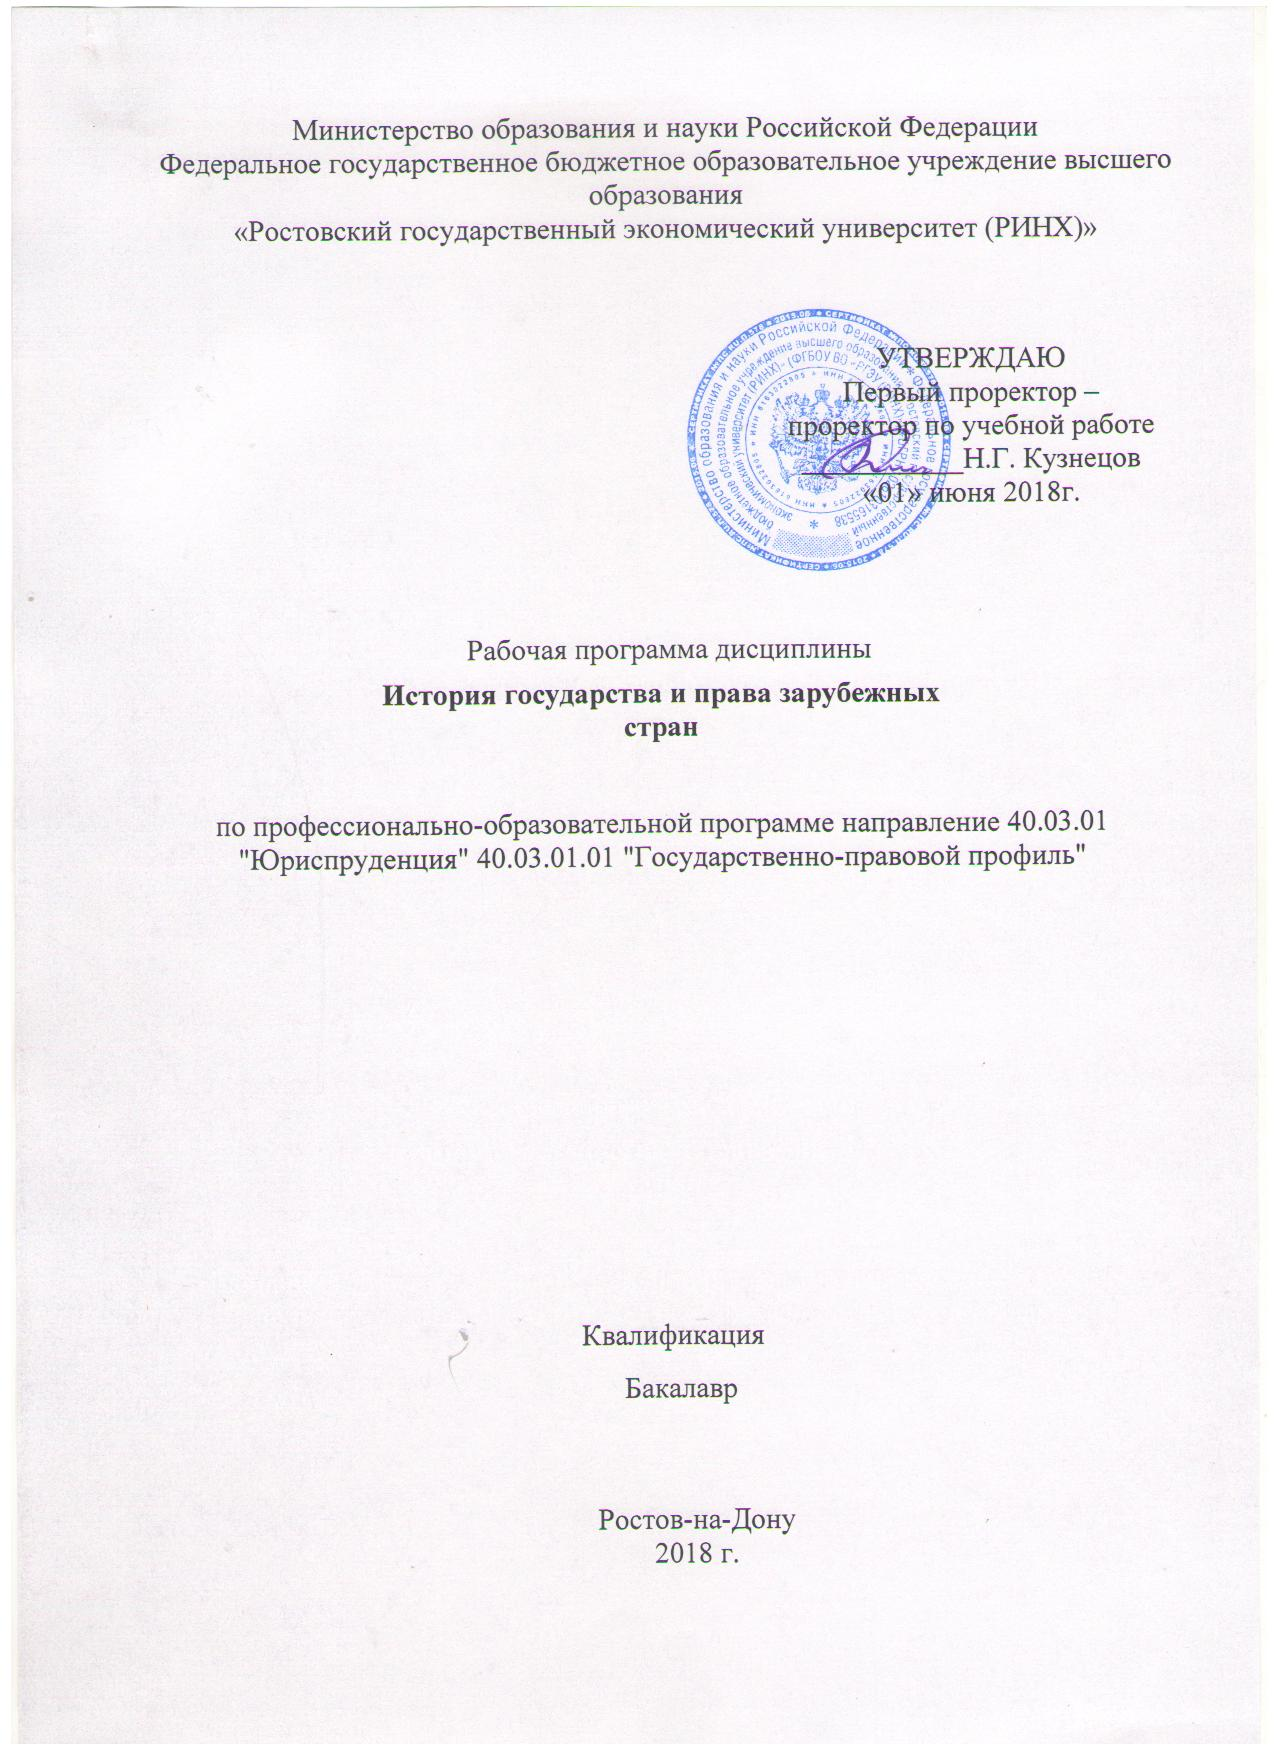 Министерство образования и науки Российской Федерации
Федеральное государственное бюджетное образовательное учреждение высшего
образования
«Ростовский государственный экономический университет (РИНХ)»
УТВЕРЖДАЮ
Первый проректор –
проректор по учебной работе
Н.Г. Кузнецов
«01» июня 2018г.
Рабочая программа дисциплины
История государства и права зарубежных
стран
по профессионально-образовательной программе направление 40.03.01
"Юриспруденция" 40.03.01.01 "Государственно-правовой профиль"
Квалификация
Бакалавр
Ростов-на-Дону
2018 г.